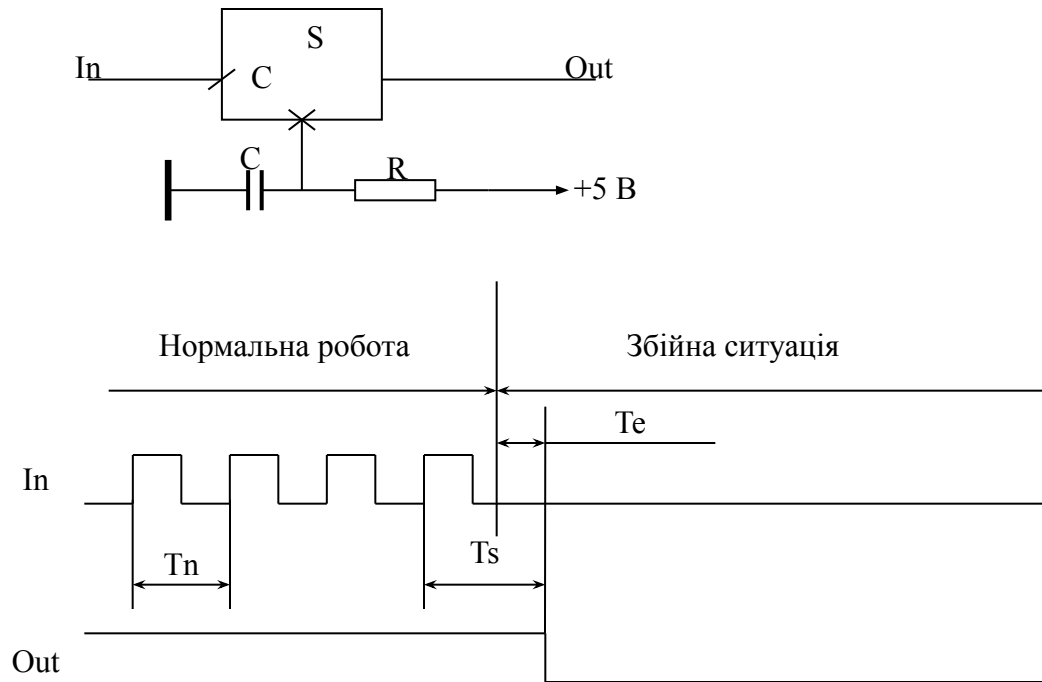 S
In
Out
C
C
R
+5 В
Нормальна робота
Збійна ситуація
Te
In
Tn
Ts
Out